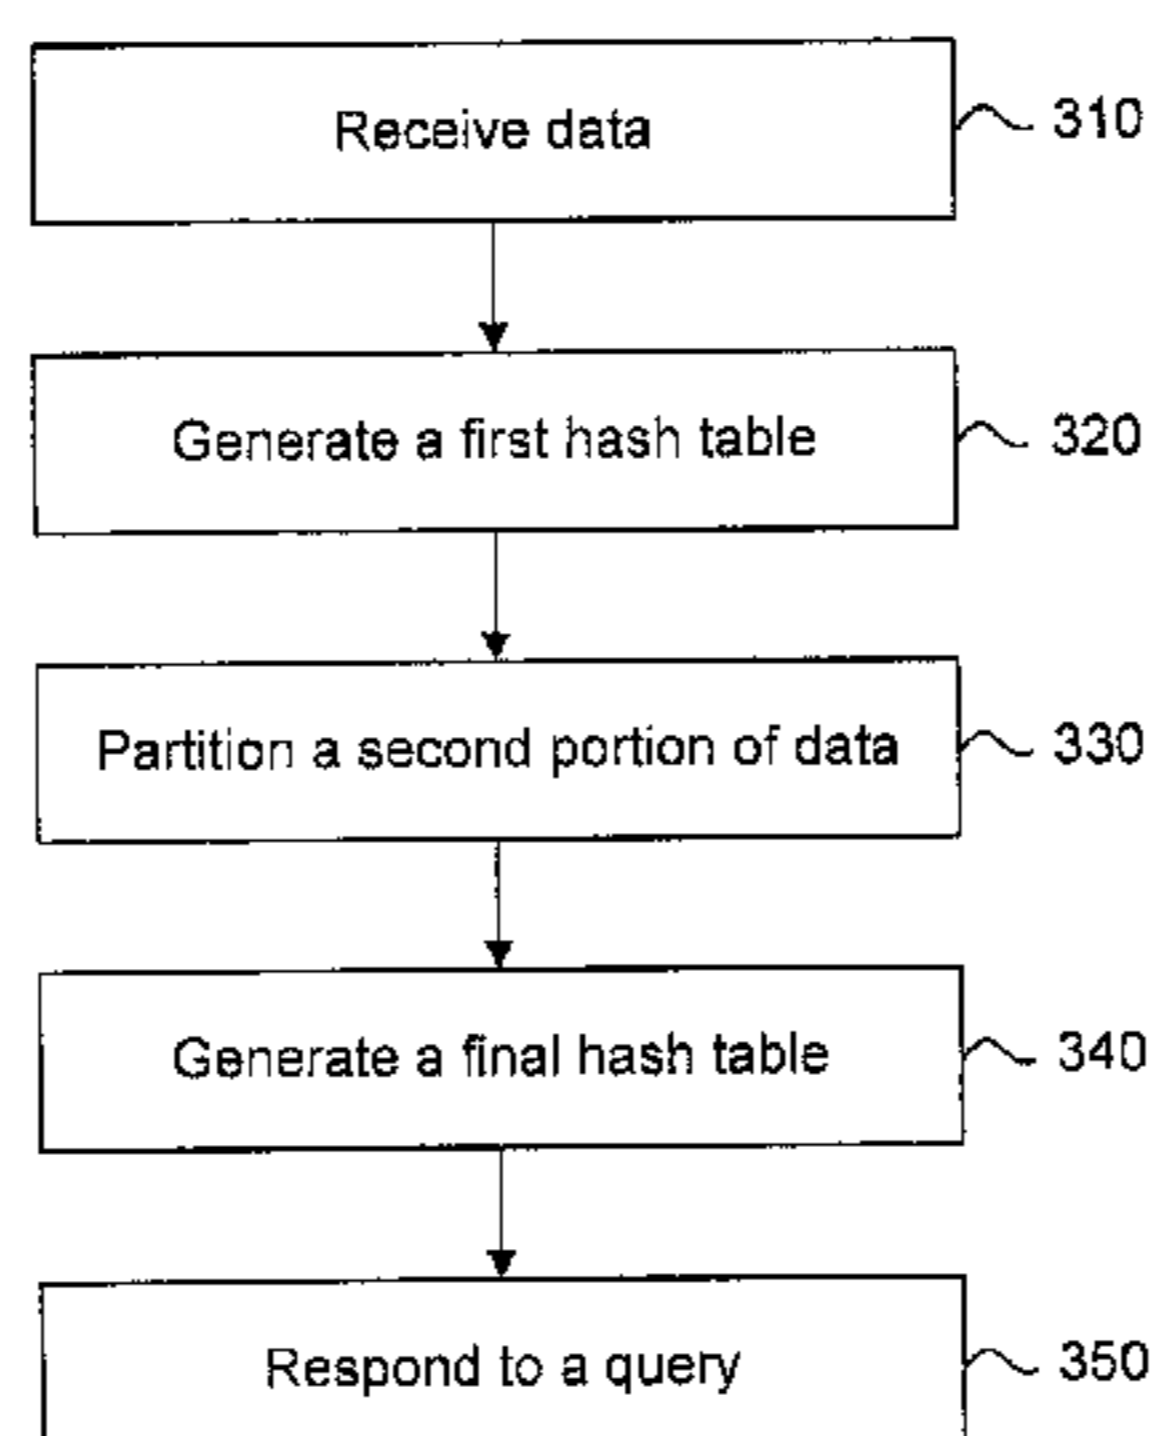 Receive data 310
Generate a first hash table 320
Partition a second portion of data 330
Generate a final hash table 340
Respond to a query 350